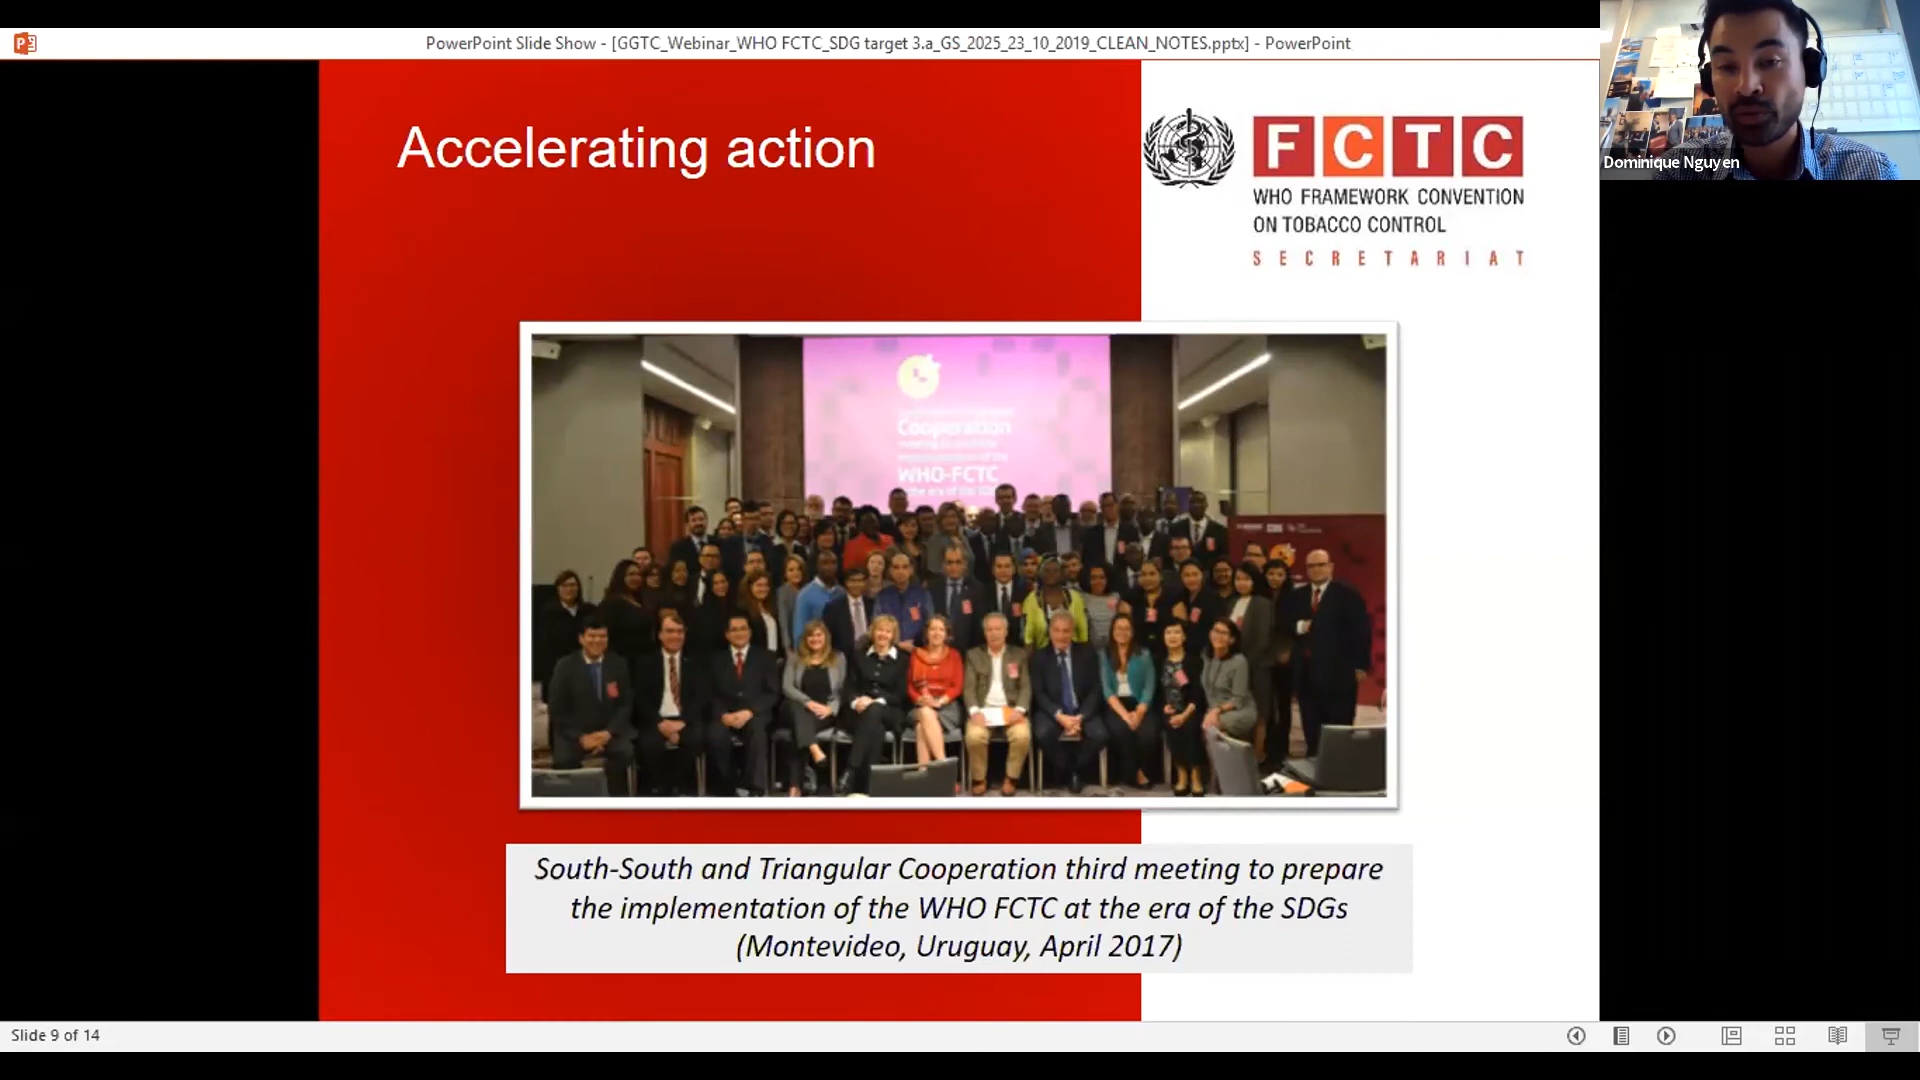 PowerPoint Slide Show - [GGTC_Webinar_WHO FCTC_SDG target 3.a_GS_2025_23_10_2019_CLEAN_NOTES.pptx] - PowerPoint
Dominique Nguyen
Accelerating action
FCTC
WHO FRAMEWORK CONVENTION
ON TOBACCO CONTROL
SECRETARIAT
Cooperation
WHO-FCTC
South-South and Triangular Cooperation third meeting to prepare
the implementation of the WHO FCTC at the era of the SDGs
(Montevideo, Uruguay, April 2017)
Slide 9 of 14